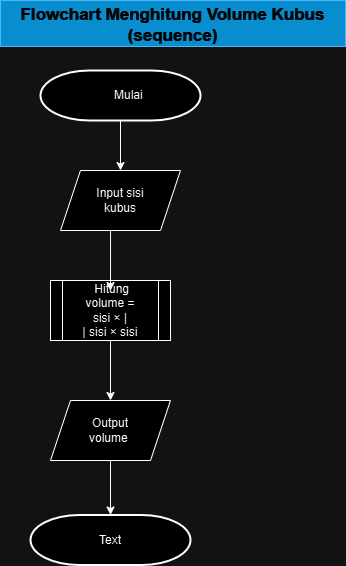 Flowchart Menghitung Volume Kubus
(sequence)
Mulai
Input sisi
kubus
Hitung
volume =
sisi × |
| sisi × sisi
Output
volume
Text